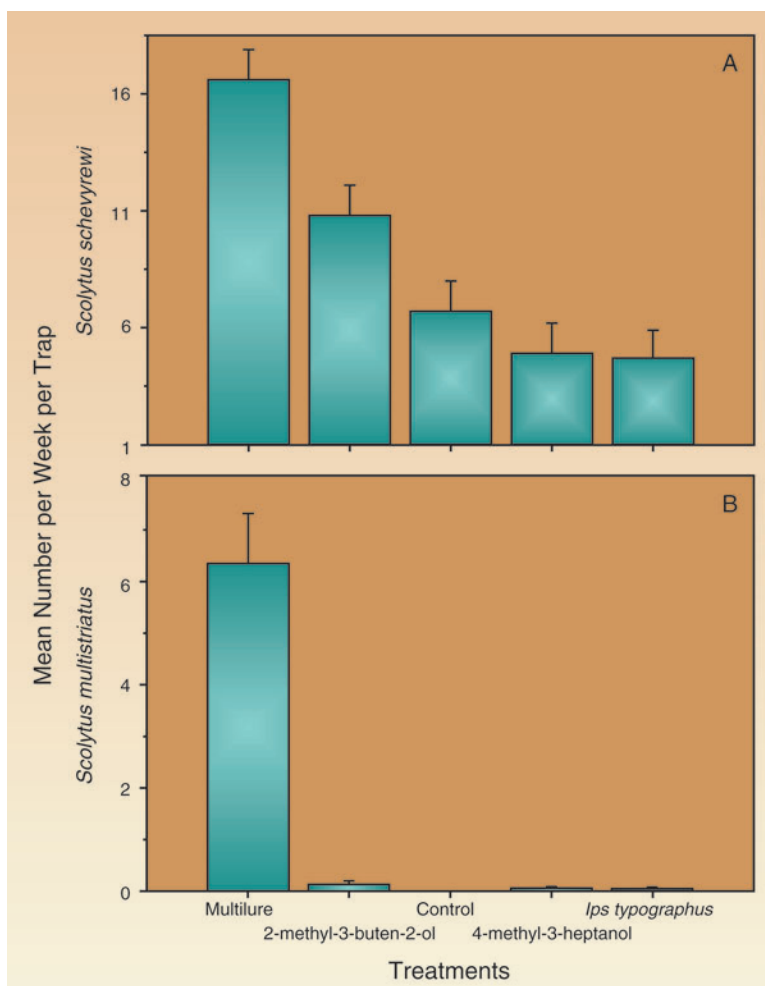 Mean Number per Week per Trap
Scolytus schevyrewi
A
16
11
6
1
Scolytus multistriatus
B
8
6
4
2
0
Multilure
Control
Ips typographus
2-methyl-3-buten-2-ol
4-methyl-3-heptanol
Treatments